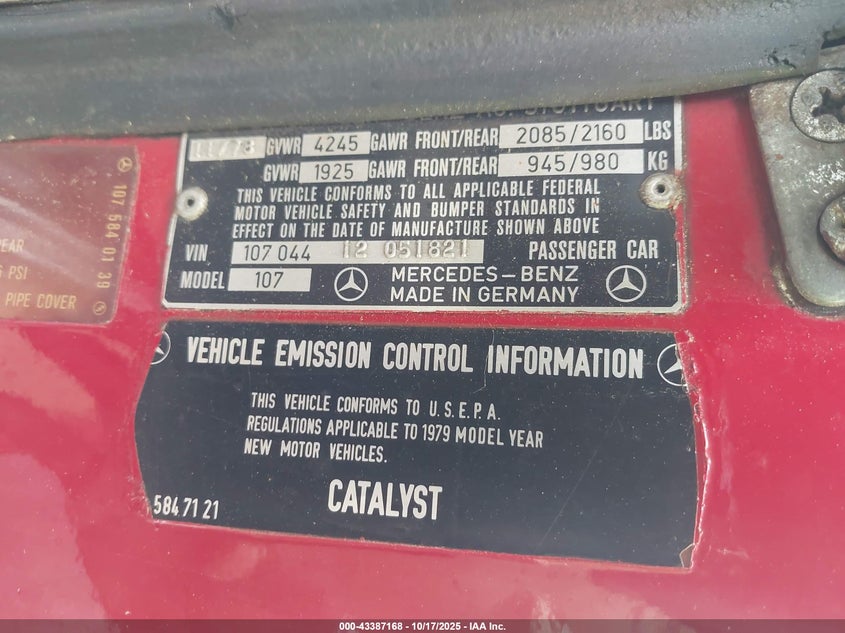 11/78 GVWR 4245 GAWR FRONT/REAR 2085/2160 LBS
GVWR 1925 GAWR FRONT/REAR 945/980 KG
THIS VEHICLE CONFORMS TO ALL APPLICABLE FEDERAL
MOTOR VEHICLE SAFETY AND BUMPER STANDARDS IN
EFFECT ON THE DATE OF MANUFACTURE SHOWN ABOVE
VIN 107 044 12 051821 PASSENGER CAR
MODEL 107 MERCEDES-BENZ
MADE IN GERMANY
107 584 01 39
PSI
PIPE COVER
VEHICLE EMISSION CONTROL INFORMATION
THIS VEHICLE CONFORMS TO U.S.E.P.A.
REGULATIONS APPLICABLE TO 1979 MODEL YEAR
NEW MOTOR VEHICLES.
CATALYST
584 71 21
000-43387168 - 10/17/2025 - IAA Inc.